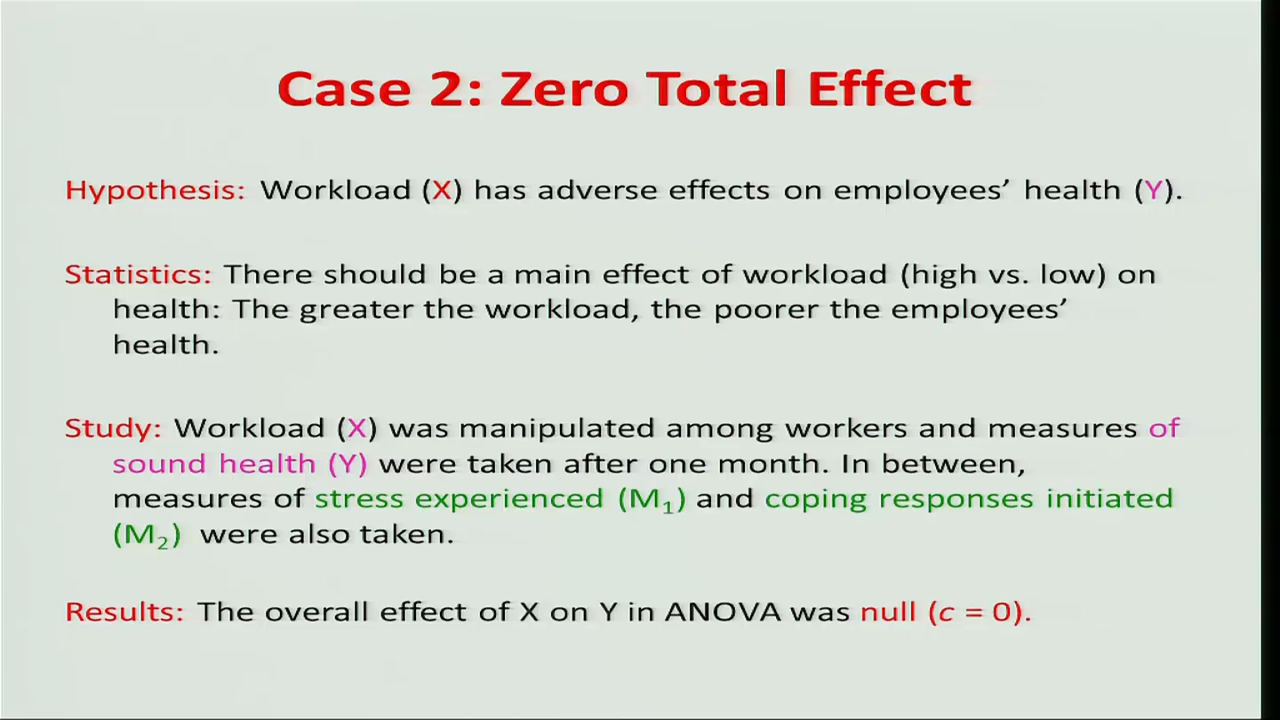 Case 2: Zero Total Effect
Hypothesis: Workload (X) has adverse effects on employees’ health (Y).
Statistics: There should be a main effect of workload (high vs. low) on
health: The greater the workload, the poorer the employees’
health.
Study: Workload (X) was manipulated among workers and measures of
sound health (Y) were taken after one month. In between,
measures of stress experienced (M₁) and coping responses initiated
(M₂) were also taken.
Results: The overall effect of X on Y in ANOVA was null (c = 0).